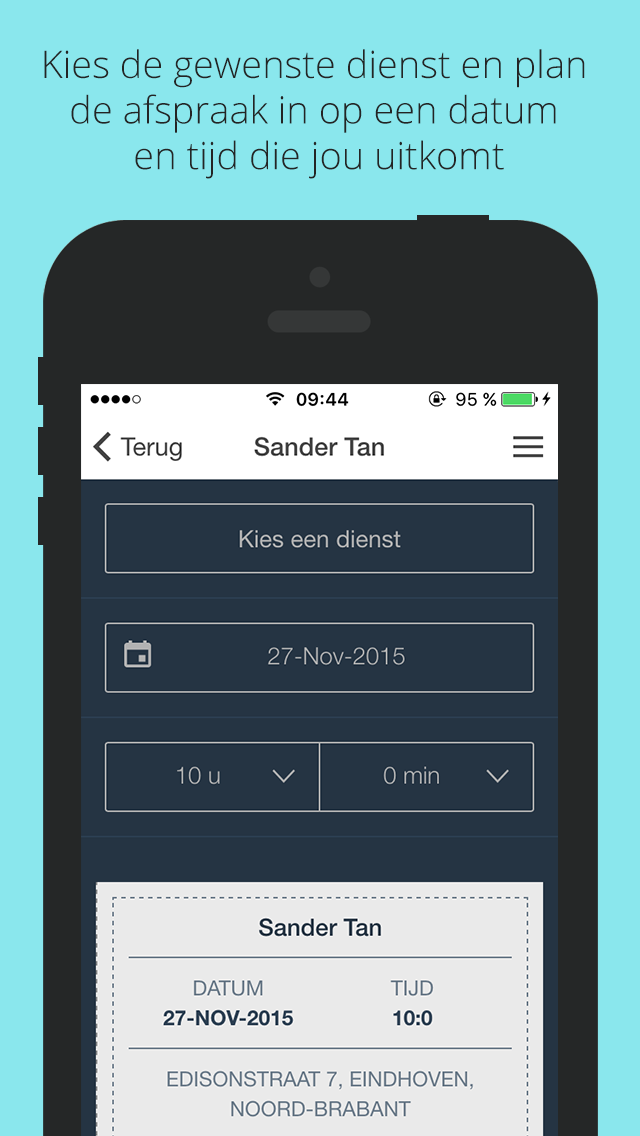 Kies de gewenste dienst en plan
de afspraak in op een datum
en tijd die jou uitkomt
09:44 95 %
Terug Sander Tan
Kies een dienst
27-Nov-2015
10 u 0 min
Sander Tan
DATUM TIJD
27-NOV-2015 10:0
EDISONSTRAAT 7, EINDHOVEN,
NOORD-BRABANT